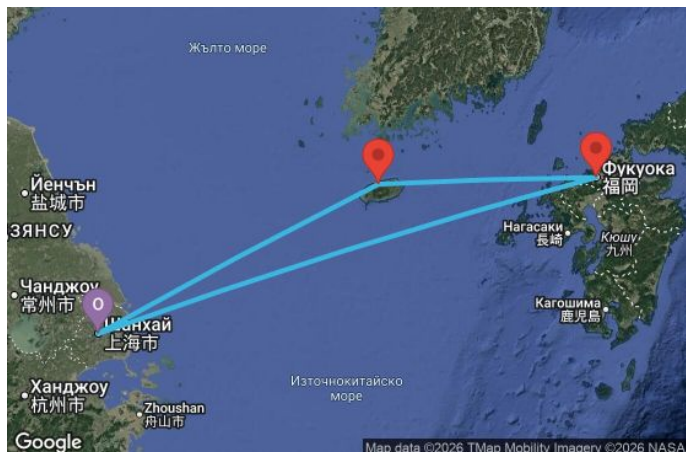 Жълто море
Йенчън
盐城市
ЗЯНСУ
Чанджоу
常州市
O
Шанхай
上海市
Ханджоу
杭州市
Zhoushan
舟山市
Източнокитайско
море
Фукуока
福岡
Нагасаки
長崎
Кюшу
九州
Кагошима
鹿児島
Google
Map data ©2026 TMap Mobility Imagery ©2026 NASA